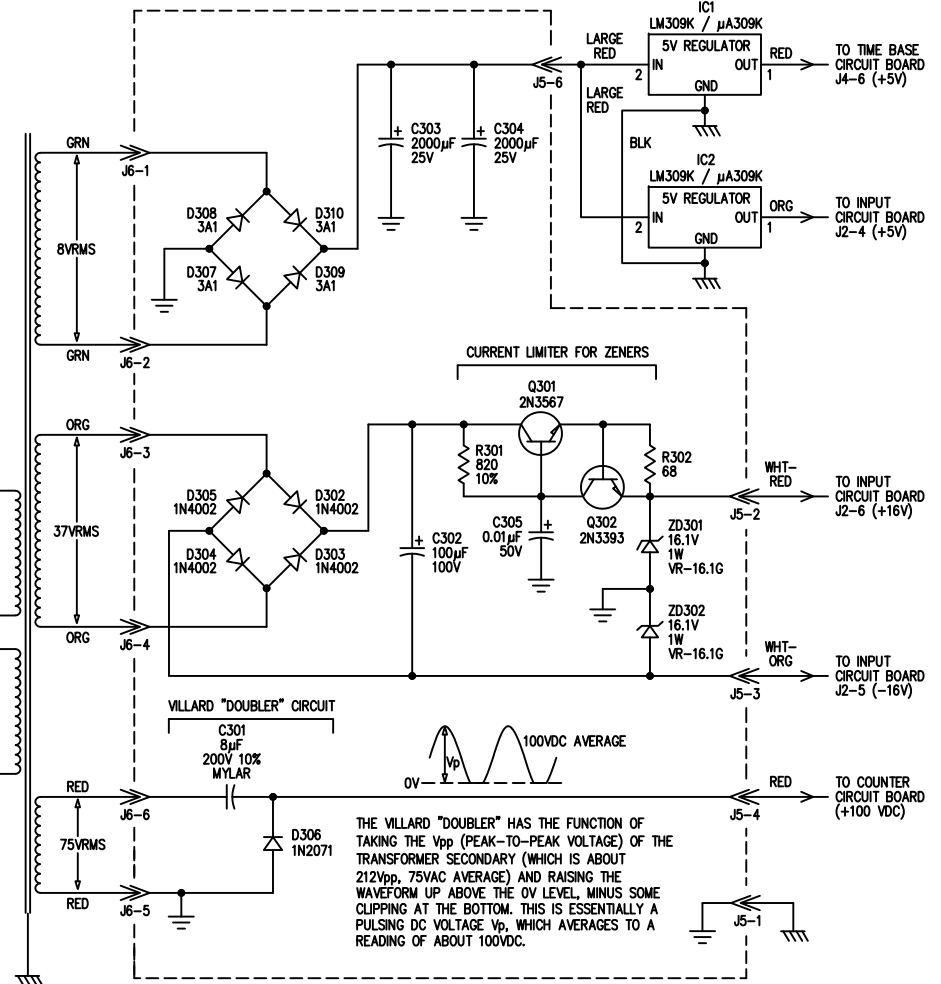 IC1
LM309K / µA309K
5V REGULATOR
IN
OUT
GND
2
1
LARGE
RED
J5-6
LARGE
RED
RED
TO TIME BASE
CIRCUIT BOARD
J4-6 (+5V)
BLK
IC2
LM309K / µA309K
5V REGULATOR
IN
OUT
GND
2
1
ORG
TO INPUT
CIRCUIT BOARD
J2-4 (+5V)
GRN
J6-1
8VRMS
GRN
J6-2
D308
3A1
D310
3A1
D307
3A1
D309
3A1
+
C303
2000µF
25V
+
C304
2000µF
25V
CURRENT LIMITER FOR ZENERS
Q301
2N3567
R301
820
10%
R302
68
ORG
J6-3
37VRMS
ORG
J6-4
D305
1N4002
D302
1N4002
D304
1N4002
D303
1N4002
+
C302
100µF
100V
C305
0.01µF
50V
+
Q302
2N3393
WHT-
RED
J5-2
TO INPUT
CIRCUIT BOARD
J2-6 (+16V)
ZD301
16.1V
1W
VR-16.1G
ZD302
16.1V
1W
VR-16.1G
WHT-
ORG
J5-3
TO INPUT
CIRCUIT BOARD
J2-5 (-16V)
VILLARD "DOUBLER" CIRCUIT
C301
8µF
200V 10%
MYLAR
Vp
100VDC AVERAGE
0V
RED
J6-6
75VRMS
RED
J6-5
D306
1N2071
RED
J5-4
TO COUNTER
CIRCUIT BOARD
(+100 VDC)
THE VILLARD "DOUBLER" HAS THE FUNCTION OF
TAKING THE Vpp (PEAK-TO-PEAK VOLTAGE) OF THE
TRANSFORMER SECONDARY (WHICH IS ABOUT
212Vpp, 75VAC AVERAGE) AND RAISING THE
WAVEFORM UP ABOVE THE 0V LEVEL, MINUS SOME
CLIPPING AT THE BOTTOM. THIS IS ESSENTIALLY A
PULSING DC VOLTAGE Vp, WHICH AVERAGES TO A
READING OF ABOUT 100VDC.
J5-1